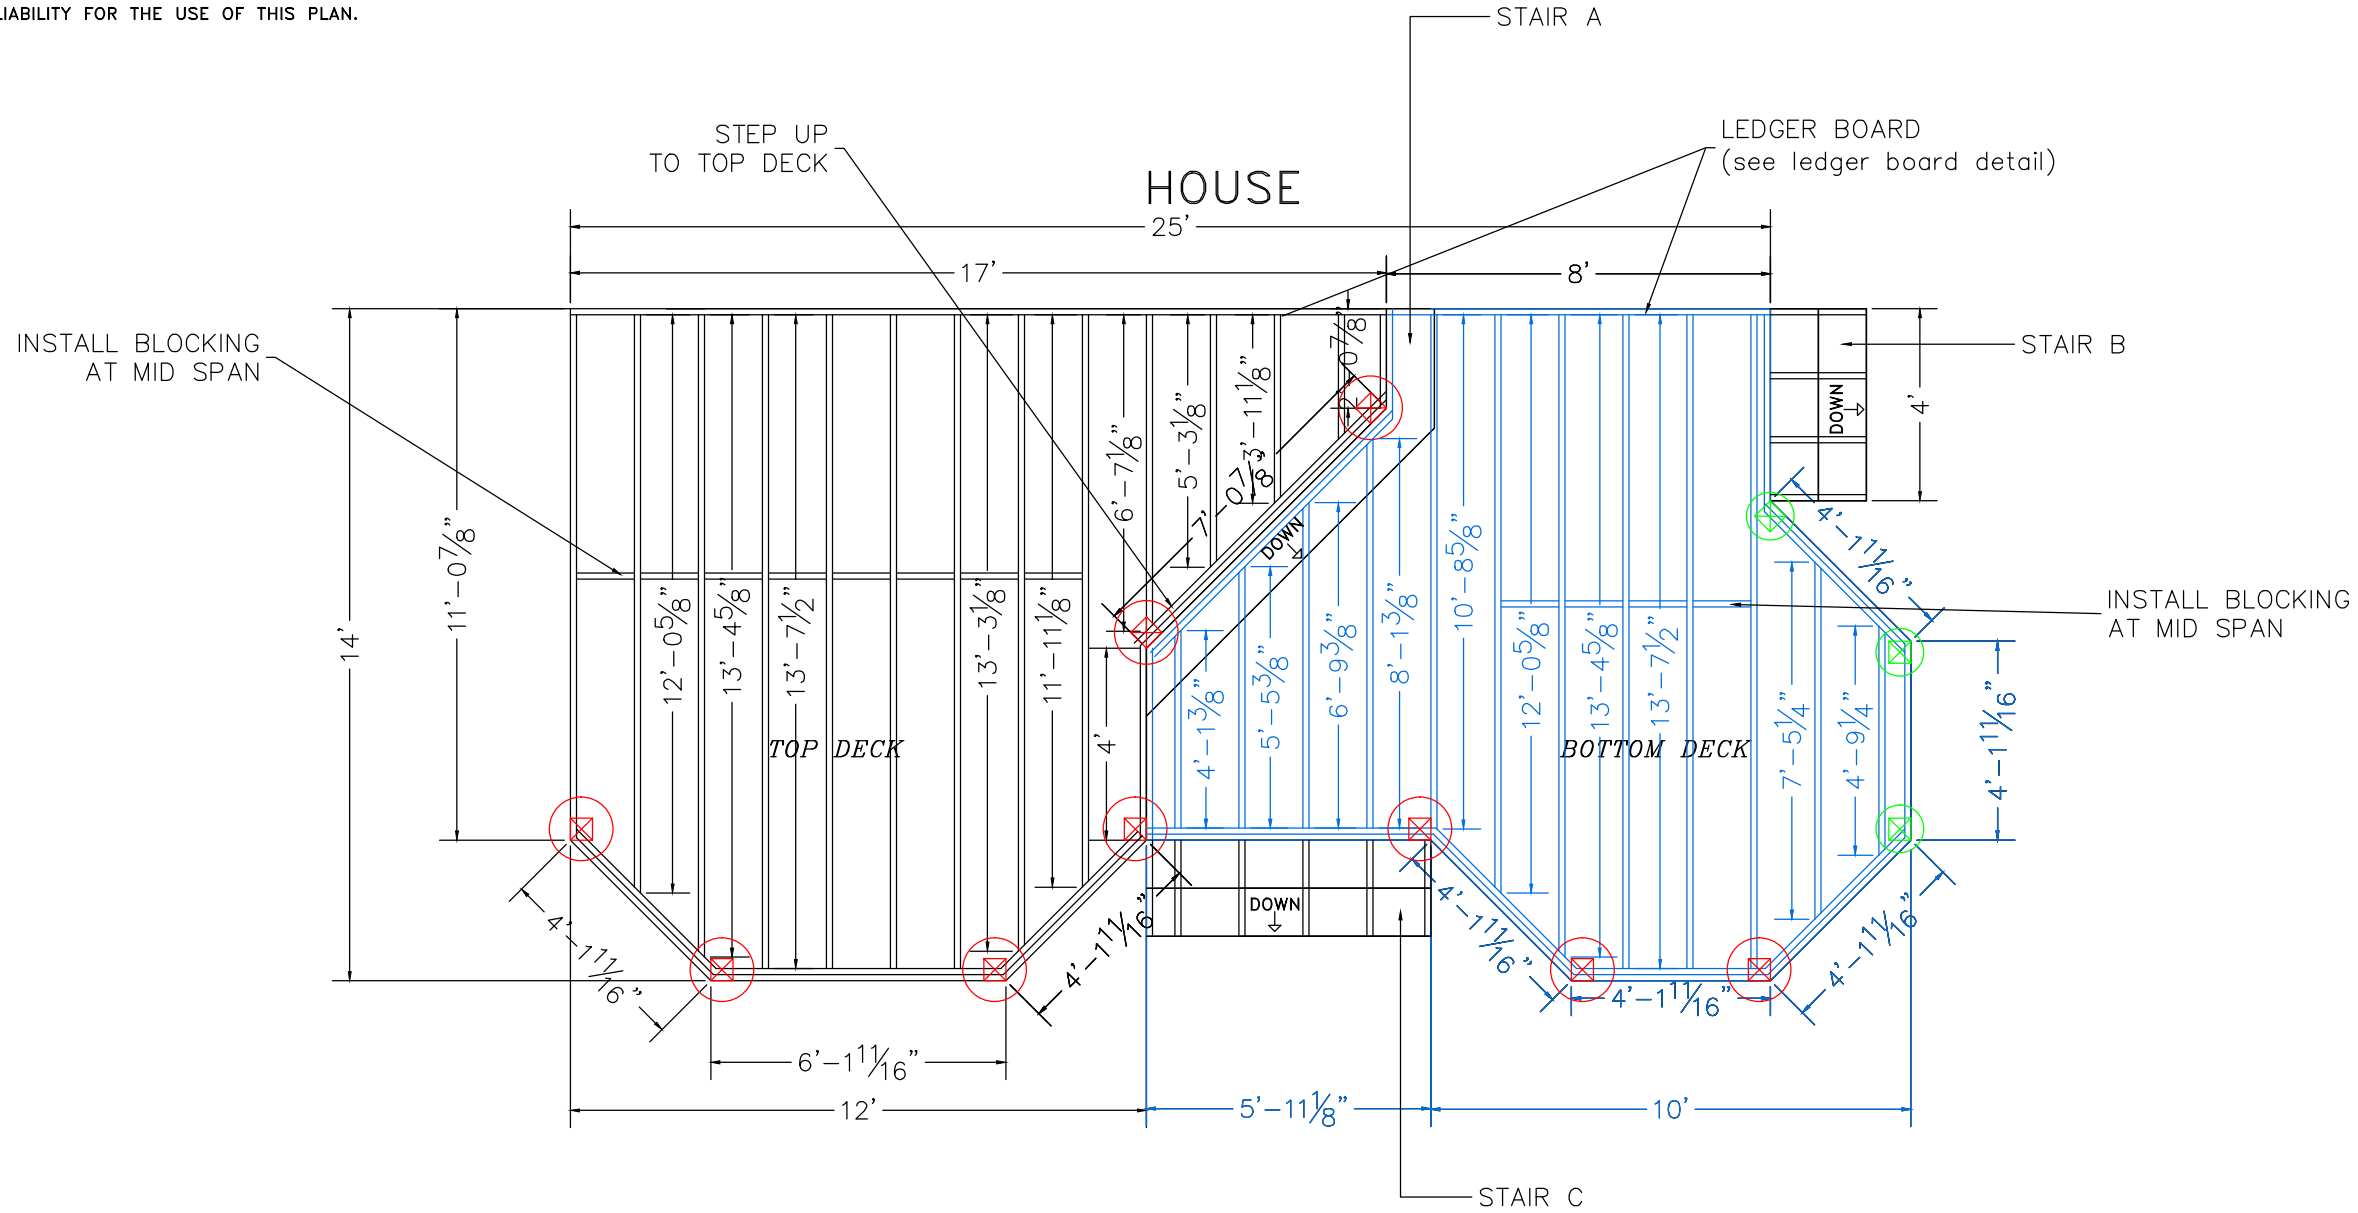 LIABILITY FOR THE USE OF THIS PLAN.
STAIR A
STEP UP
TO TOP DECK
LEDGER BOARD
(see ledger board detail)
HOUSE
25'
17'
8'
INSTALL BLOCKING
AT MID SPAN
STAIR B
DOWN
4'
14'
11'-0 7/8"
12'-0 5/8"
13'-4 5/8"
13'-7 1/2"
13'-3 1/8"
11'-11 1/8"
6'-7 1/8"
5'-3 1/8"
3'-11 1/8"
7'-0 7/8"
DOWN
4'
4'-1 3/8"
5'-5 3/8"
6'-9 3/8"
8'-1 3/8"
10'-8 5/8"
12'-0 5/8"
13'-4 5/8"
13'-7 1/2"
7'-5 1/4"
4'-9 1/4"
4'-1 11/16"
4'-1 11/16"
INSTALL BLOCKING
AT MID SPAN
TOP DECK
BOTTOM DECK
DOWN
4'-1 11/16"
4'-1 11/16"
4'-1 11/16"
4'-1 11/16"
4'-1 11/16"
6'-1 11/16"
12'
5'-11 1/8"
10'
STAIR C